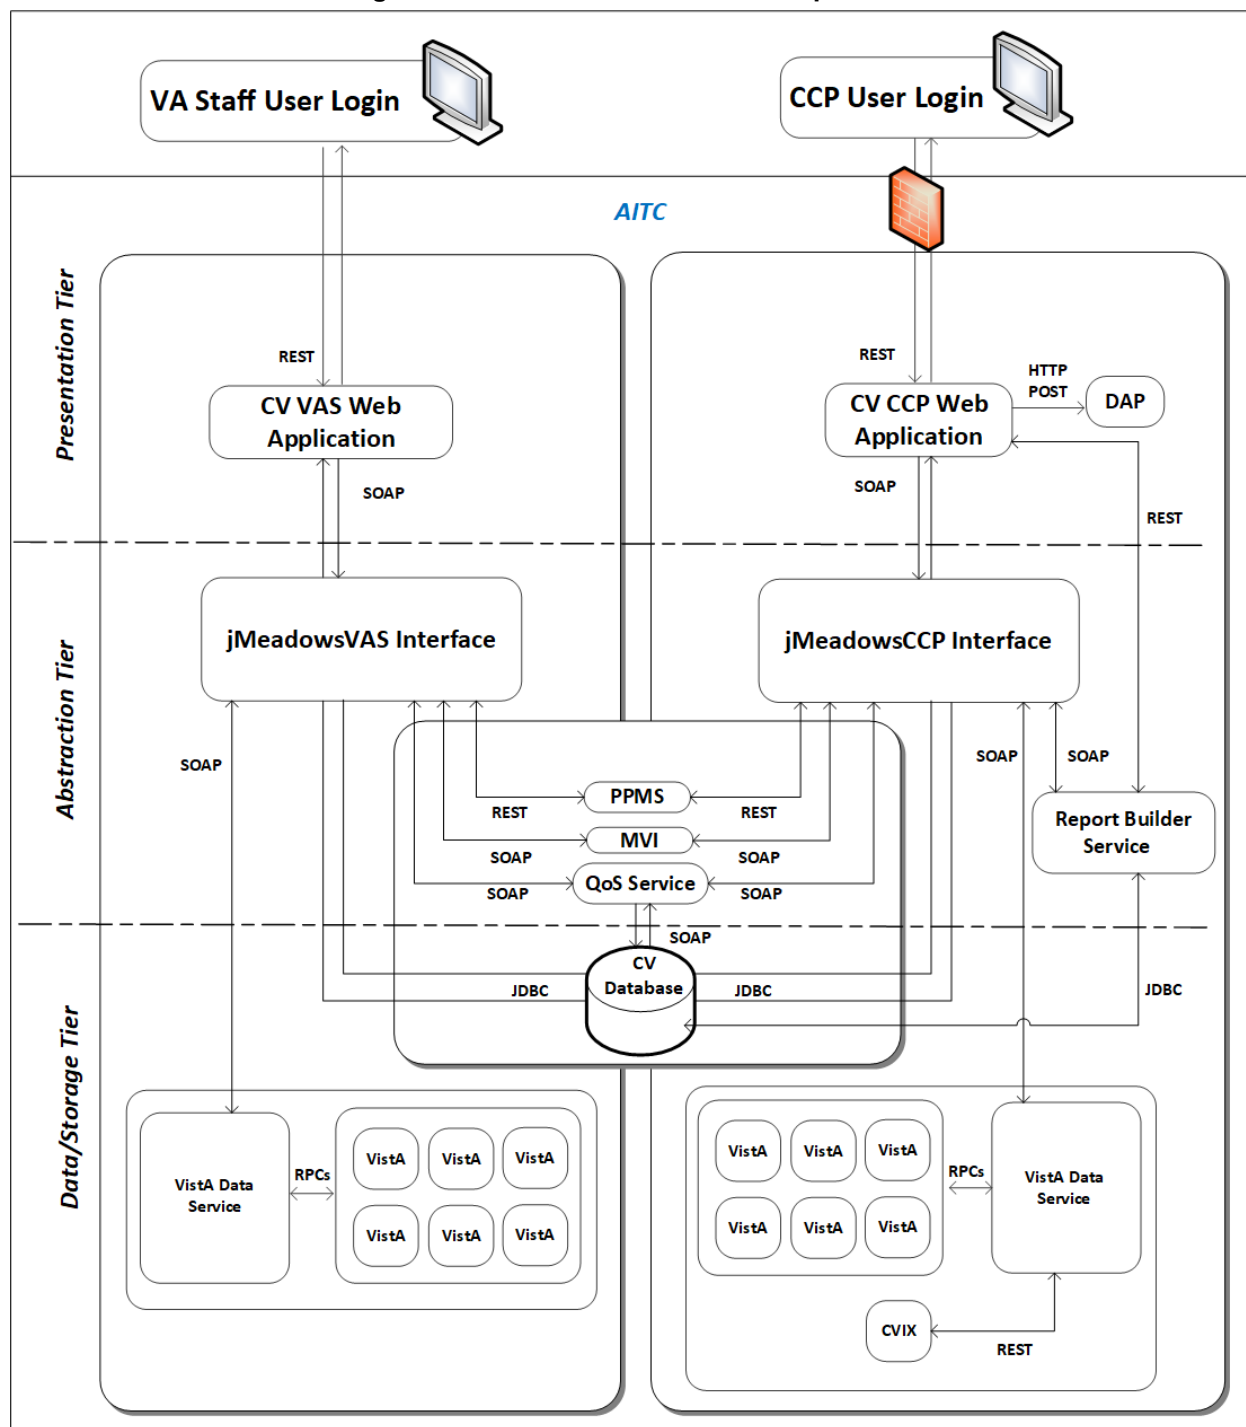 VA Staff User Login
CCP User Login
AITC
Presentation Tier
REST
REST
CV VAS Web
Application
CV CCP Web
Application
HTTP
POST
DAP
SOAP
SOAP
REST
Abstraction Tier
jMeadowsVAS Interface
jMeadowsCCP Interface
SOAP
SOAP
SOAP
PPMS
REST
REST
MVI
SOAP
SOAP
QoS Service
SOAP
SOAP
Report Builder
Service
SOAP
Data/Storage Tier
CV
Database
JDBC
JDBC
JDBC
VistA Data
Service
RPCs
VistA
VistA
VistA
VistA
VistA
VistA
VistA
VistA
VistA
VistA
VistA
VistA
RPCs
VistA Data
Service
CVIX
REST